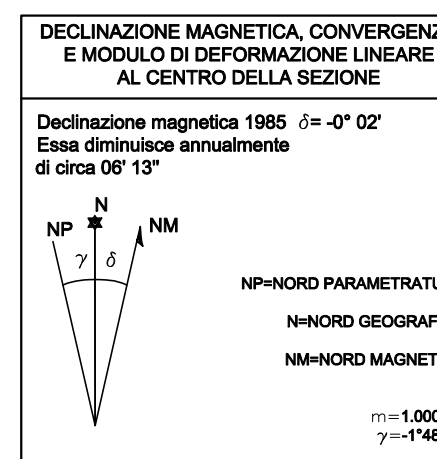 DECLINAZIONE MAGNETICA, CONVERGENZ
E MODULO DI DEFORMAZIONE LINEARE
AL CENTRO DELLA SEZIONE
Declinazione magnetica 1985 δ= -0° 02'
Essa diminuisce annualmente
di circa 06' 13"
N
NP NM
γ δ
NP=NORD PARAMETRATU
N=NORD GEOGRAF
NM=NORD MAGNET
m=1.000
γ=-1°48